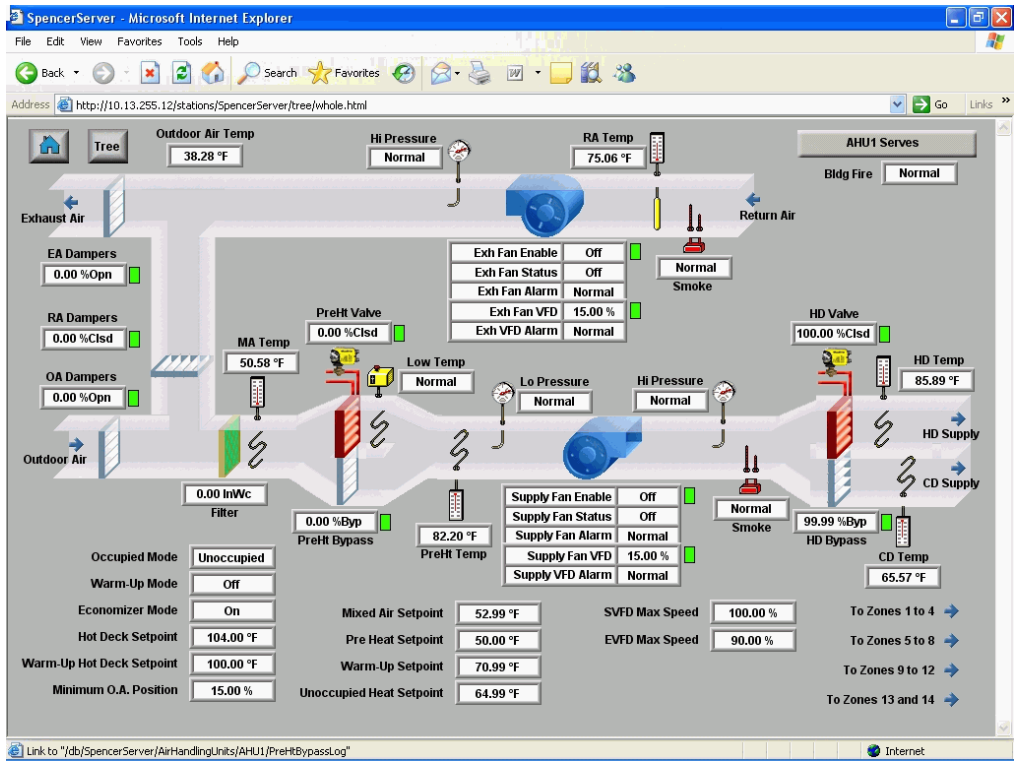 SpencerServer - Microsoft Internet Explorer
File Edit View Favorites Tools Help
Back Search Favorites
Address http://10.13.255.12/stations/SpencerServer/tree/whole.html Go Links »
Tree
Outdoor Air Temp
38.28 °F
Hi Pressure
Normal
RA Temp
75.06 °F
AHU1 Serves
Bldg Fire Normal
Exhaust Air
Return Air
EA Dampers
0.00 %Opn
Exh Fan Enable Off
Exh Fan Status Off
Exh Fan Alarm Normal
Exh Fan VFD 15.00 %
Exh VFD Alarm Normal
Normal
Smoke
RA Dampers
0.00 %Clsd
MA Temp
50.58 °F
PreHt Valve
0.00 %Clsd
Low Temp
Normal
Lo Pressure
Normal
Hi Pressure
Normal
HD Valve
100.00 %Clsd
HD Temp
85.89 °F
OA Dampers
0.00 %Opn
Outdoor Air
HD Supply
CD Supply
0.00 InWc
Filter
0.00 %Byp
PreHt Bypass
82.20 °F
PreHt Temp
Supply Fan Enable Off
Supply Fan Status Off
Supply Fan Alarm Normal
Supply Fan VFD 15.00 %
Supply VFD Alarm Normal
Normal
Smoke
99.99 %Byp
HD Bypass
CD Temp
65.57 °F
Occupied Mode Unoccupied
Warm-Up Mode Off
Economizer Mode On
Hot Deck Setpoint 104.00 °F
Warm-Up Hot Deck Setpoint 100.00 °F
Minimum O.A. Position 15.00 %
Mixed Air Setpoint 52.99 °F
Pre Heat Setpoint 50.00 °F
Warm-Up Setpoint 70.99 °F
Unoccupied Heat Setpoint 64.99 °F
SVFD Max Speed 100.00 %
EVFD Max Speed 90.00 %
To Zones 1 to 4
To Zones 5 to 8
To Zones 9 to 12
To Zones 13 and 14
Link to "/db/SpencerServer/AirHandlingUnits/AHU1/PreHtBypassLog" Internet